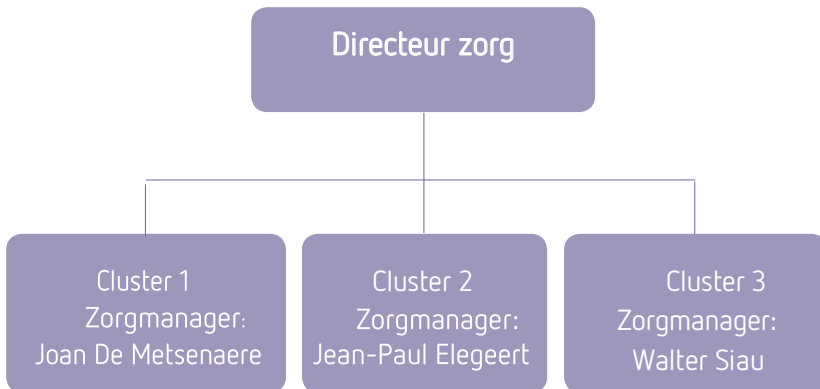 Directeur zorg
Cluster 1
Zorgmanager:
Joan De Metsenaere
Cluster 2
Zorgmanager:
Jean-Paul Elegeert
Cluster 3
Zorgmanager:
Walter Siau